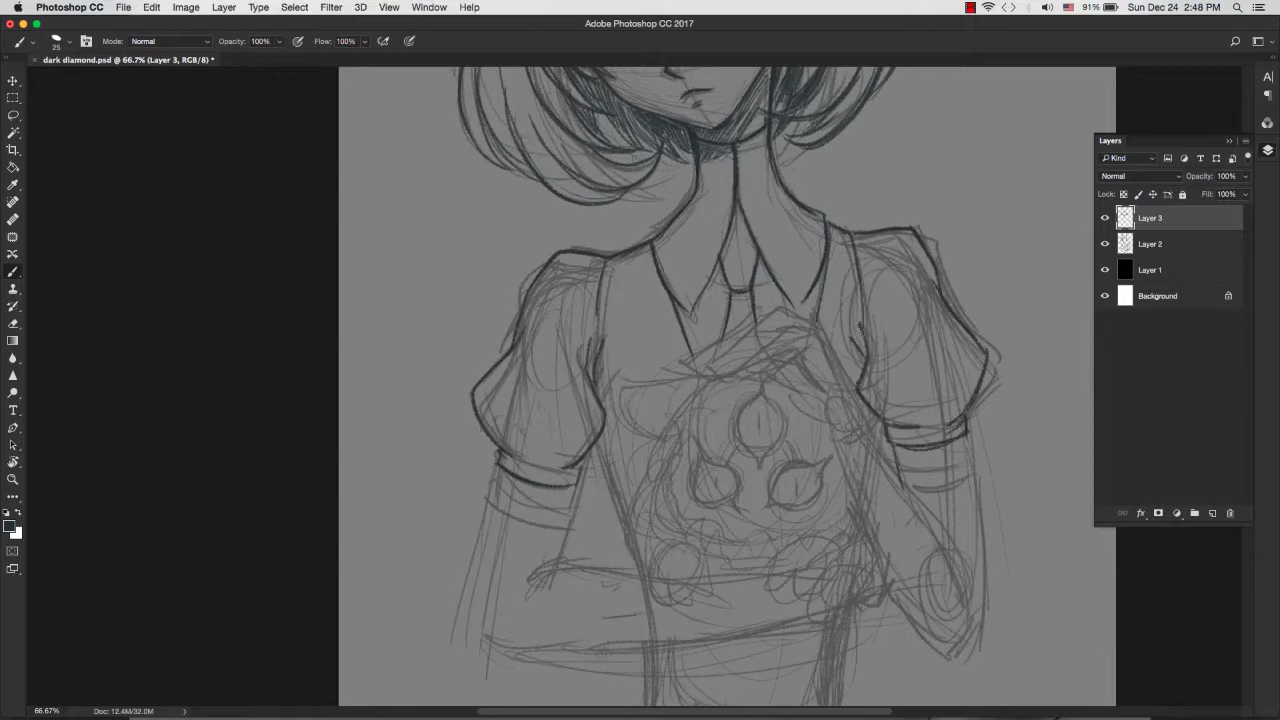 Photoshop CC File Edit Image Layer Type Select Filter 3D View Window Help 91% Sun Dec 24 2:48 PM
Adobe Photoshop CC 2017
25 Mode: Normal Opacity: 100% Flow: 100%
dark diamond.psd @ 66.7% (Layer 3, RGB/8) *
A
Layers
Kind
Normal Opacity: 100%
Lock: Fill: 100%
Layer 3
Layer 2
Layer 1
Background
fx
66.67% Doc: 12.4M/32.0M